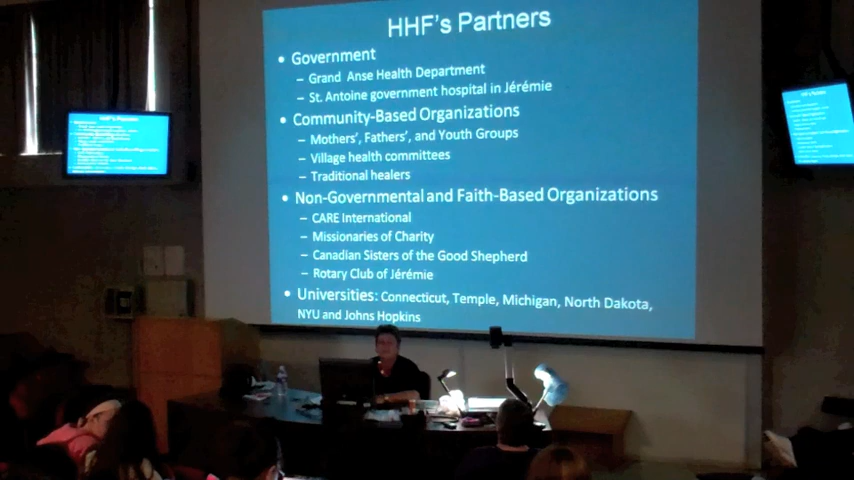 HHF's Partners
• Government
– Grand Anse Health Department
– St. Antoine government hospital in Jérémie
• Community-Based Organizations
– Mothers', Fathers', and Youth Groups
– Village health committees
– Traditional healers
• Non-Governmental and Faith-Based Organizations
– CARE International
– Missionaries of Charity
– Canadian Sisters of the Good Shepherd
– Rotary Club of Jérémie
• Universities: Connecticut, Temple, Michigan, North Dakota,
NYU and Johns Hopkins
HHF's Partners